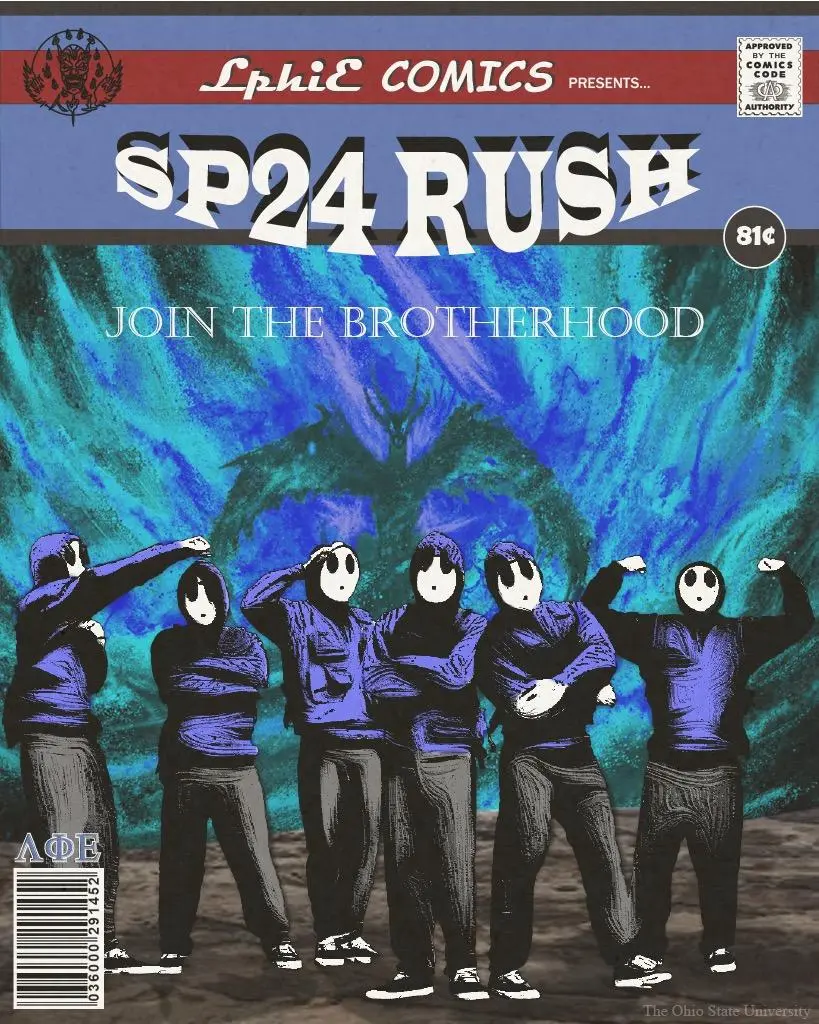 LphiE COMICS PRESENTS...
APPROVED
BY THE
COMICS
CODE
CA
AUTHORITY
SP24 RUSH
81¢
JOIN THE BROTHERHOOD
ΛΦΕ
036000 291452
The Ohio State University